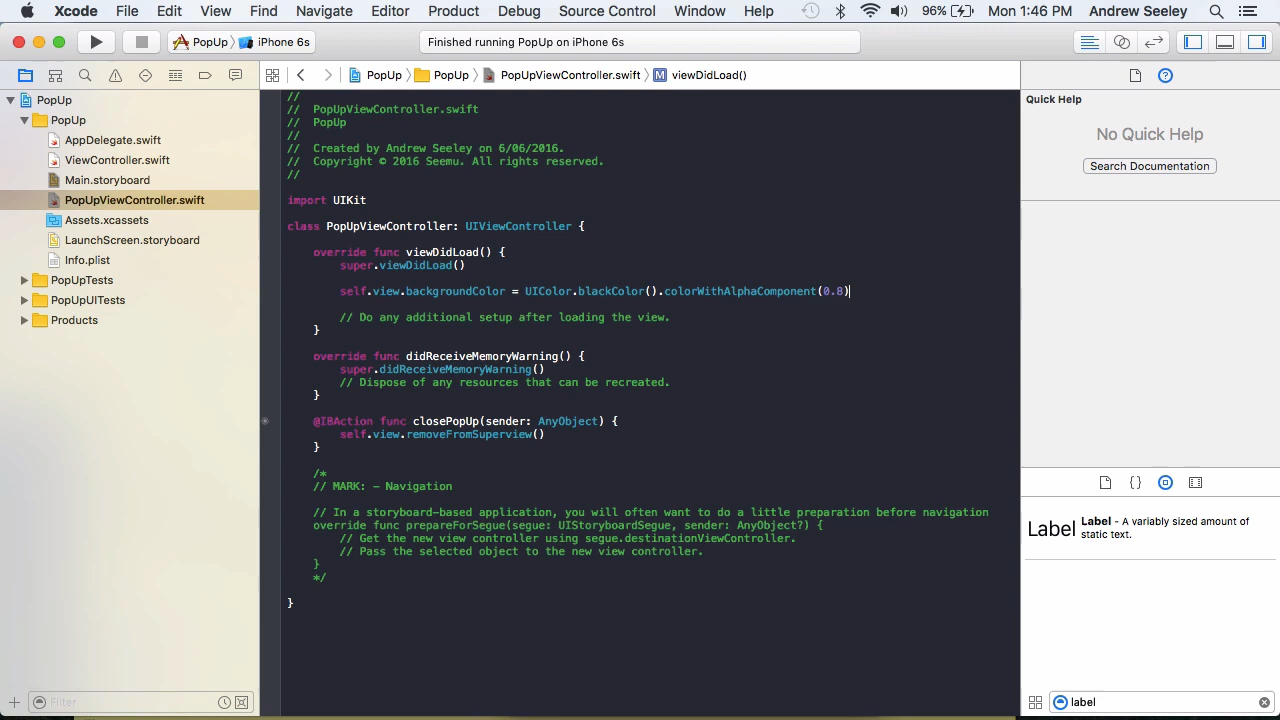 Xcode File Edit View Find Navigate Editor Product Debug Source Control Window Help 96% Mon 1:46 PM Andrew Seeley
PopUp iPhone 6s Finished running PopUp on iPhone 6s
PopUp PopUp PopUpViewController.swift M viewDidLoad()
PopUp
PopUp
AppDelegate.swift
ViewController.swift
Main.storyboard
PopUpViewController.swift
Assets.xcassets
LaunchScreen.storyboard
Info.plist
PopUpTests
PopUpUITests
Products
Filter
//
// PopUpViewController.swift
// PopUp
//
// Created by Andrew Seeley on 6/06/2016.
// Copyright © 2016 Seemu. All rights reserved.
//
import UIKit
class PopUpViewController: UIViewController {
override func viewDidLoad() {
super.viewDidLoad()
self.view.backgroundColor = UIColor.blackColor().colorWithAlphaComponent(0.8)
// Do any additional setup after loading the view.
}
override func didReceiveMemoryWarning() {
super.didReceiveMemoryWarning()
// Dispose of any resources that can be recreated.
}
@IBAction func closePopUp(sender: AnyObject) {
self.view.removeFromSuperview()
}
/*
// MARK: - Navigation
// In a storyboard-based application, you will often want to do a little preparation before navigation
override func prepareForSegue(segue: UIStoryboardSegue, sender: AnyObject?) {
// Get the new view controller using segue.destinationViewController.
// Pass the selected object to the new view controller.
}
*/
}
Quick Help
No Quick Help
Search Documentation
{ }
Label Label - A variably sized amount of
static text.
label